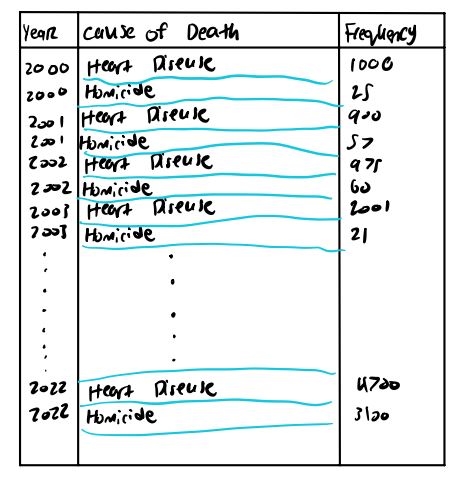 Year cause of Death Frequency
2000 Heart Disease 1000
2000 Homicide 25
2001 Heart Disease 900
2001 Homicide 57
2002 Heart Disease 975
2002 Homicide 60
2003 Heart Disease 2001
2003 Homicide 21
2022 Heart Disease 4700
2022 Homicide 3100